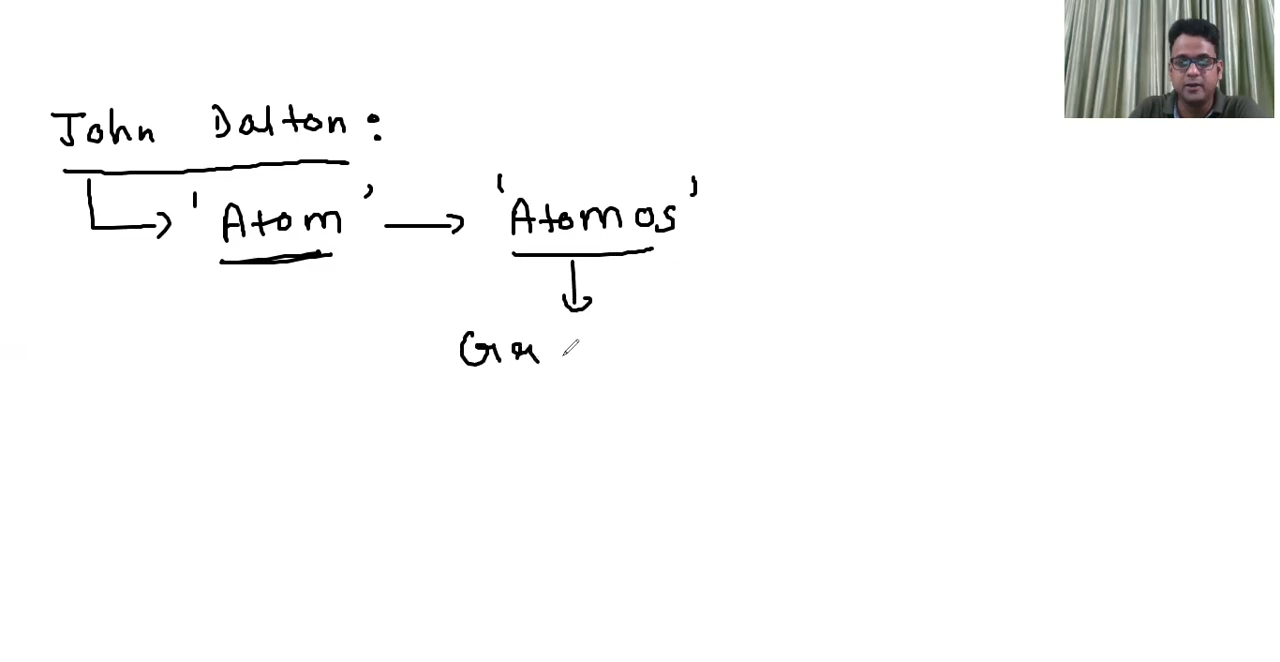 John Dalton:
'Atom' → 'Atomos'
↓
Gr